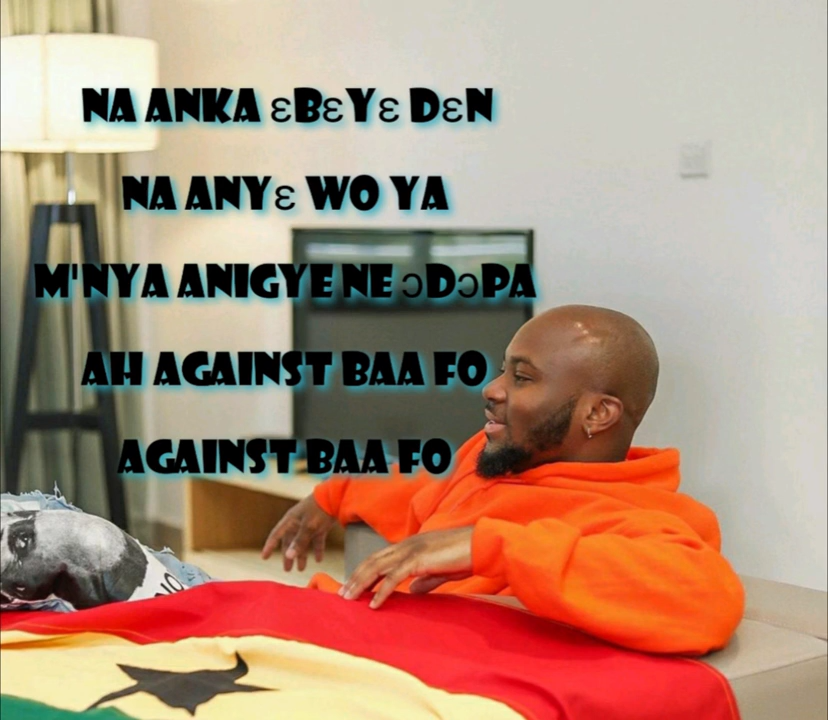 NA ANKA ɛBɛYɛ DɛN
NA ANYɛ WO YA
M'NYA ANIGYE NE ɔDɔPA
AH AGAINST BAA FO
AGAINST BAA FO